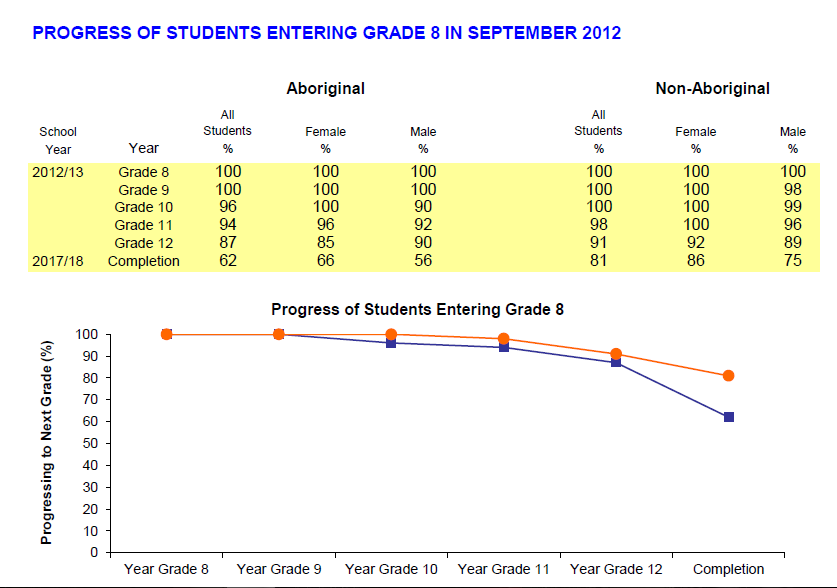 PROGRESS OF STUDENTS ENTERING GRADE 8 IN SEPTEMBER 2012
Aboriginal Non-Aboriginal
School Year Year All Students % Female % Male % All Students % Female % Male %
2012/13 Grade 8 100 100 100 100 100 100
Grade 9 100 100 100 100 100 98
Grade 10 96 100 90 100 100 99
Grade 11 94 96 92 98 100 96
Grade 12 87 85 90 91 92 89
2017/18 Completion 62 66 56 81 86 75
Progress of Students Entering Grade 8
Progressing to Next Grade (%)
100
90
80
70
60
50
40
30
20
10
0
Year Grade 8 Year Grade 9 Year Grade 10 Year Grade 11 Year Grade 12 Completion